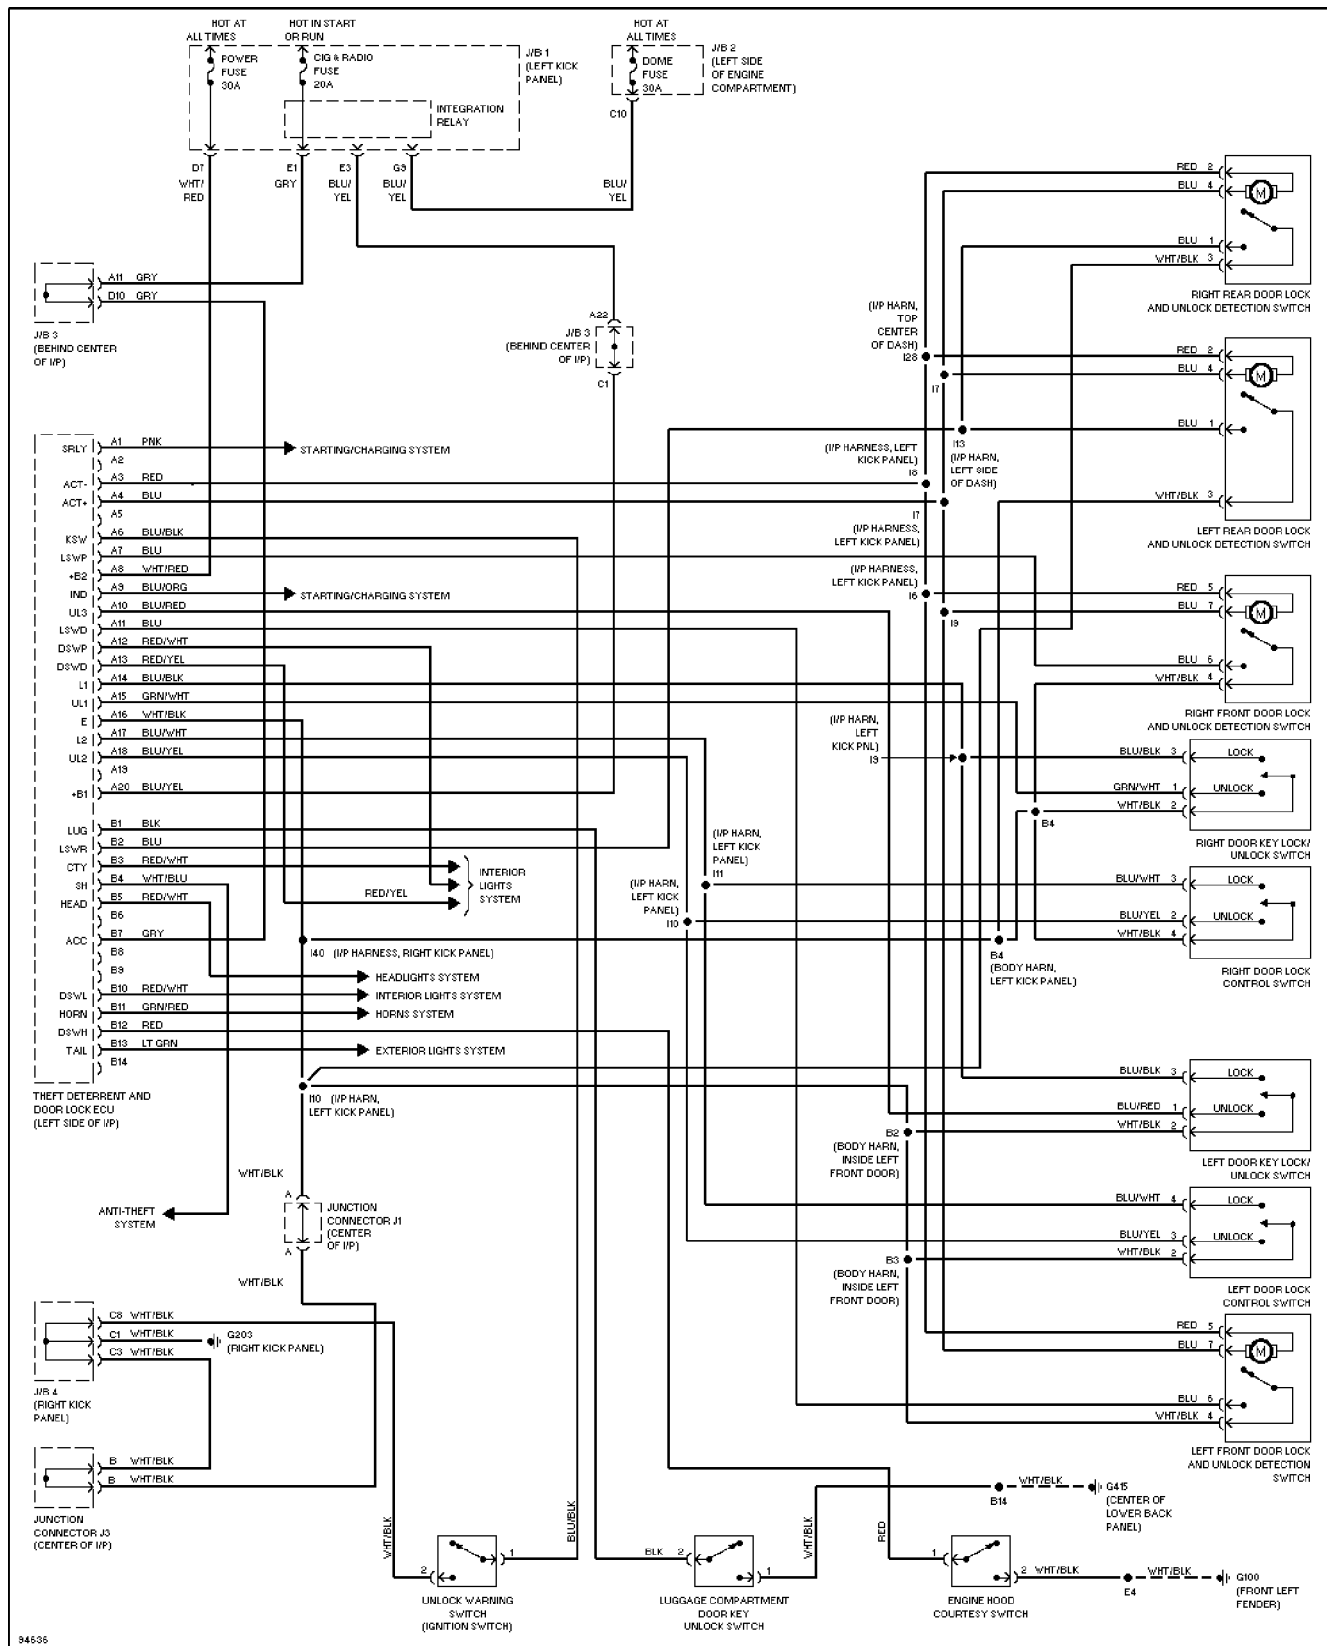 HOT AT
ALL TIMES
HOT IN START
OR RUN
HOT AT
ALL TIMES
POWER
FUSE
30A
CIG & RADIO
FUSE
20A
J/B 1
(LEFT KICK
PANEL)
INTEGRATION
RELAY
DOME
FUSE
30A
J/B 2
(LEFT SIDE
OF ENGINE
COMPARTMENT)
C10
D7
E1
E3
G9
WHT/
RED
GRY
BLU/
YEL
BLU/
YEL
BLU/
YEL
A11 GRY
D10 GRY
J/B 3
(BEHIND CENTER
OF I/P)
A22
J/B 3
(BEHIND CENTER
OF I/P)
C1
RED 2
BLU 4
M
BLU 1
WHT/BLK 3
RIGHT REAR DOOR LOCK
AND UNLOCK DETECTION SWITCH
(I/P HARN,
TOP
CENTER
OF DASH)
I28
I7
RED 2
BLU 4
M
BLU 1
WHT/BLK 3
LEFT REAR DOOR LOCK
AND UNLOCK DETECTION SWITCH
I13
(I/P HARN,
LEFT SIDE
OF DASH)
(I/P HARNESS, LEFT
KICK PANEL)
I8
I7
(I/P HARNESS,
LEFT KICK PANEL)
(I/P HARNESS,
LEFT KICK PANEL)
I6
I9
SRLY A1 PNK
STARTING/CHARGING SYSTEM
A2
ACT- A3 RED
ACT+ A4 BLU
A5
KSW A6 BLU/BLK
LSWP A7 BLU
+B2 A8 WHT/RED
IND A9 BLU/ORG
STARTING/CHARGING SYSTEM
UL3 A10 BLU/RED
LSWD A11 BLU
DSWP A12 RED/WHT
DSWD A13 RED/YEL
L1 A14 BLU/BLK
UL1 A15 GRN/WHT
E A16 WHT/BLK
L2 A17 BLU/WHT
UL2 A18 BLU/YEL
A19
+B1 A20 BLU/YEL
LUG B1 BLK
LSWR B2 BLU
CTY B3 RED/WHT
SH B4 WHT/BLU
HEAD B5 RED/WHT
B6
ACC B7 GRY
B8
B9
DSWL B10 RED/WHT
HORN B11 GRN/RED
DSWH B12 RED
TAIL B13 LT GRN
B14
THEFT DETERRENT AND
DOOR LOCK ECU
(LEFT SIDE OF I/P)
RED/YEL
INTERIOR
LIGHTS
SYSTEM
I40 (I/P HARNESS, RIGHT KICK PANEL)
HEADLIGHTS SYSTEM
INTERIOR LIGHTS SYSTEM
HORNS SYSTEM
EXTERIOR LIGHTS SYSTEM
RED 5
BLU 7
M
BLU 6
WHT/BLK 4
RIGHT FRONT DOOR LOCK
AND UNLOCK DETECTION SWITCH
(I/P HARN,
LEFT
KICK PNL)
I9
BLU/BLK 3 LOCK
GRN/WHT 1 UNLOCK
WHT/BLK 2
B4
RIGHT DOOR KEY LOCK/
UNLOCK SWITCH
(I/P HARN,
LEFT KICK
PANEL)
I11
(I/P HARN,
LEFT KICK
PANEL)
I10
BLU/WHT 3 LOCK
BLU/YEL 2 UNLOCK
WHT/BLK 4
B4
(BODY HARN,
LEFT KICK PANEL)
RIGHT DOOR LOCK
CONTROL SWITCH
I10 (I/P HARN,
LEFT KICK PANEL)
BLU/BLK 3 LOCK
BLU/RED 1 UNLOCK
WHT/BLK 2
B2
(BODY HARN,
INSIDE LEFT
FRONT DOOR)
LEFT DOOR KEY LOCK/
UNLOCK SWITCH
BLU/WHT 4 LOCK
BLU/YEL 3 UNLOCK
WHT/BLK 2
B3
(BODY HARN,
INSIDE LEFT
FRONT DOOR)
LEFT DOOR LOCK
CONTROL SWITCH
RED 5
BLU 7
M
BLU 6
WHT/BLK 4
LEFT FRONT DOOR LOCK
AND UNLOCK DETECTION
SWITCH
WHT/BLK
ANTI-THEFT
SYSTEM
A
JUNCTION
CONNECTOR J1
(CENTER
OF I/P)
A
WHT/BLK
C8 WHT/BLK
C1 WHT/BLK
C3 WHT/BLK
G203
(RIGHT KICK PANEL)
J/B 4
(RIGHT KICK
PANEL)
B WHT/BLK
B WHT/BLK
JUNCTION
CONNECTOR J3
(CENTER OF I/P)
WHT/BLK
2
1
BLU/BLK
UNLOCK WARNING
SWITCH
(IGNITION SWITCH)
BLK 2
1
WHT/BLK
LUGGAGE COMPARTMENT
DOOR KEY
UNLOCK SWITCH
RED
1
2 WHT/BLK
ENGINE HOOD
COURTESY SWITCH
B14
WHT/BLK
G415
(CENTER OF
LOWER BACK
PANEL)
E4
WHT/BLK
G100
(FRONT LEFT
FENDER)
94636